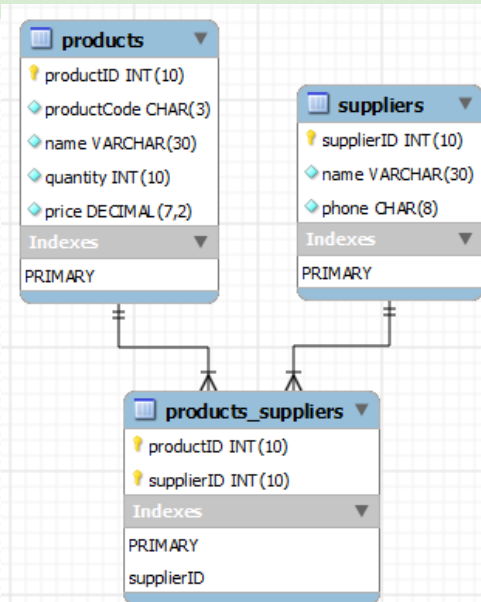 products
productID INT(10)
productCode CHAR(3)
name VARCHAR(30)
quantity INT(10)
price DECIMAL(7,2)
Indexes
PRIMARY
suppliers
supplierID INT(10)
name VARCHAR(30)
phone CHAR(8)
Indexes
PRIMARY
products_suppliers
productID INT(10)
supplierID INT(10)
Indexes
PRIMARY
supplierID